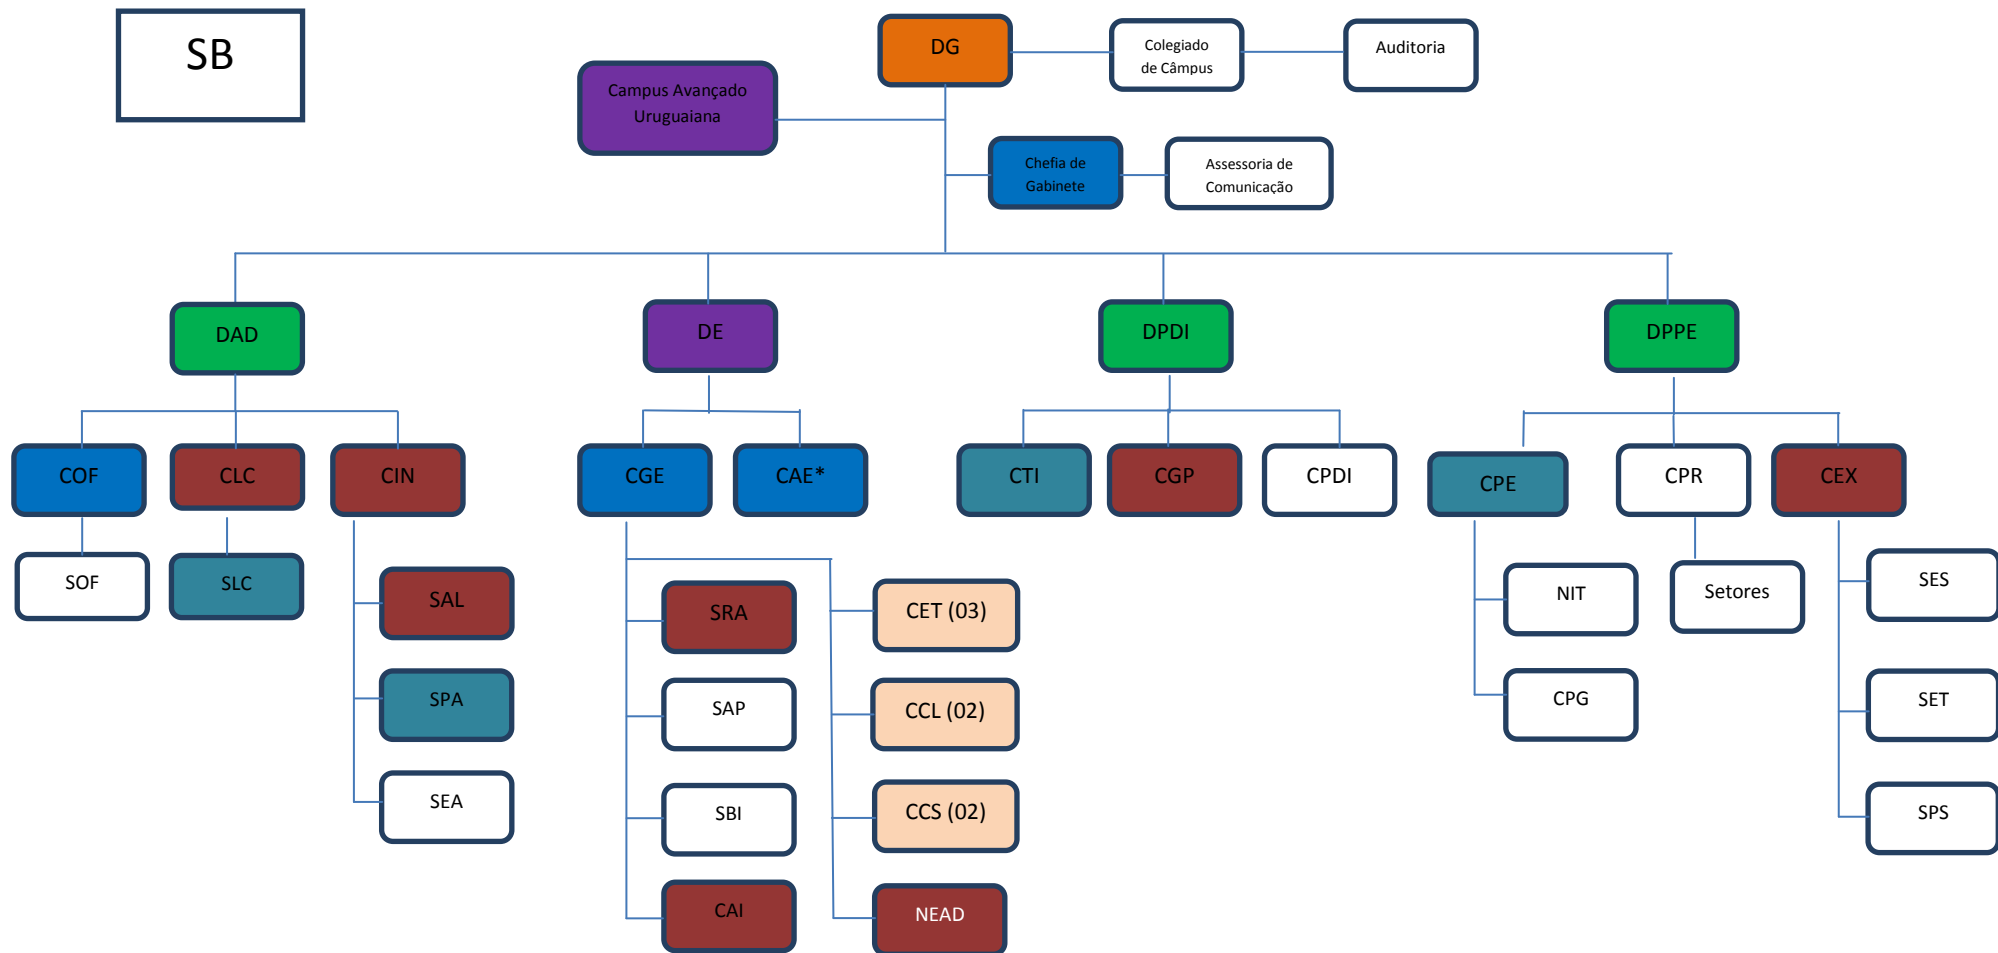 SB
DG
Colegiado
de Câmpus
Auditoria
Campus Avançado
Uruguaiana
Chefia de
Gabinete
Assessoria de
Comunicação
DAD
DE
DPDI
DPPE
COF
CLC
CIN
CGE
CAE*
CTI
CGP
CPDI
CPE
CPR
CEX
SOF
SLC
SAL
SPA
SEA
SRA
SAP
SBI
CAI
CET (03)
CCL (02)
CCS (02)
NEAD
NIT
CPG
Setores
SES
SET
SPS